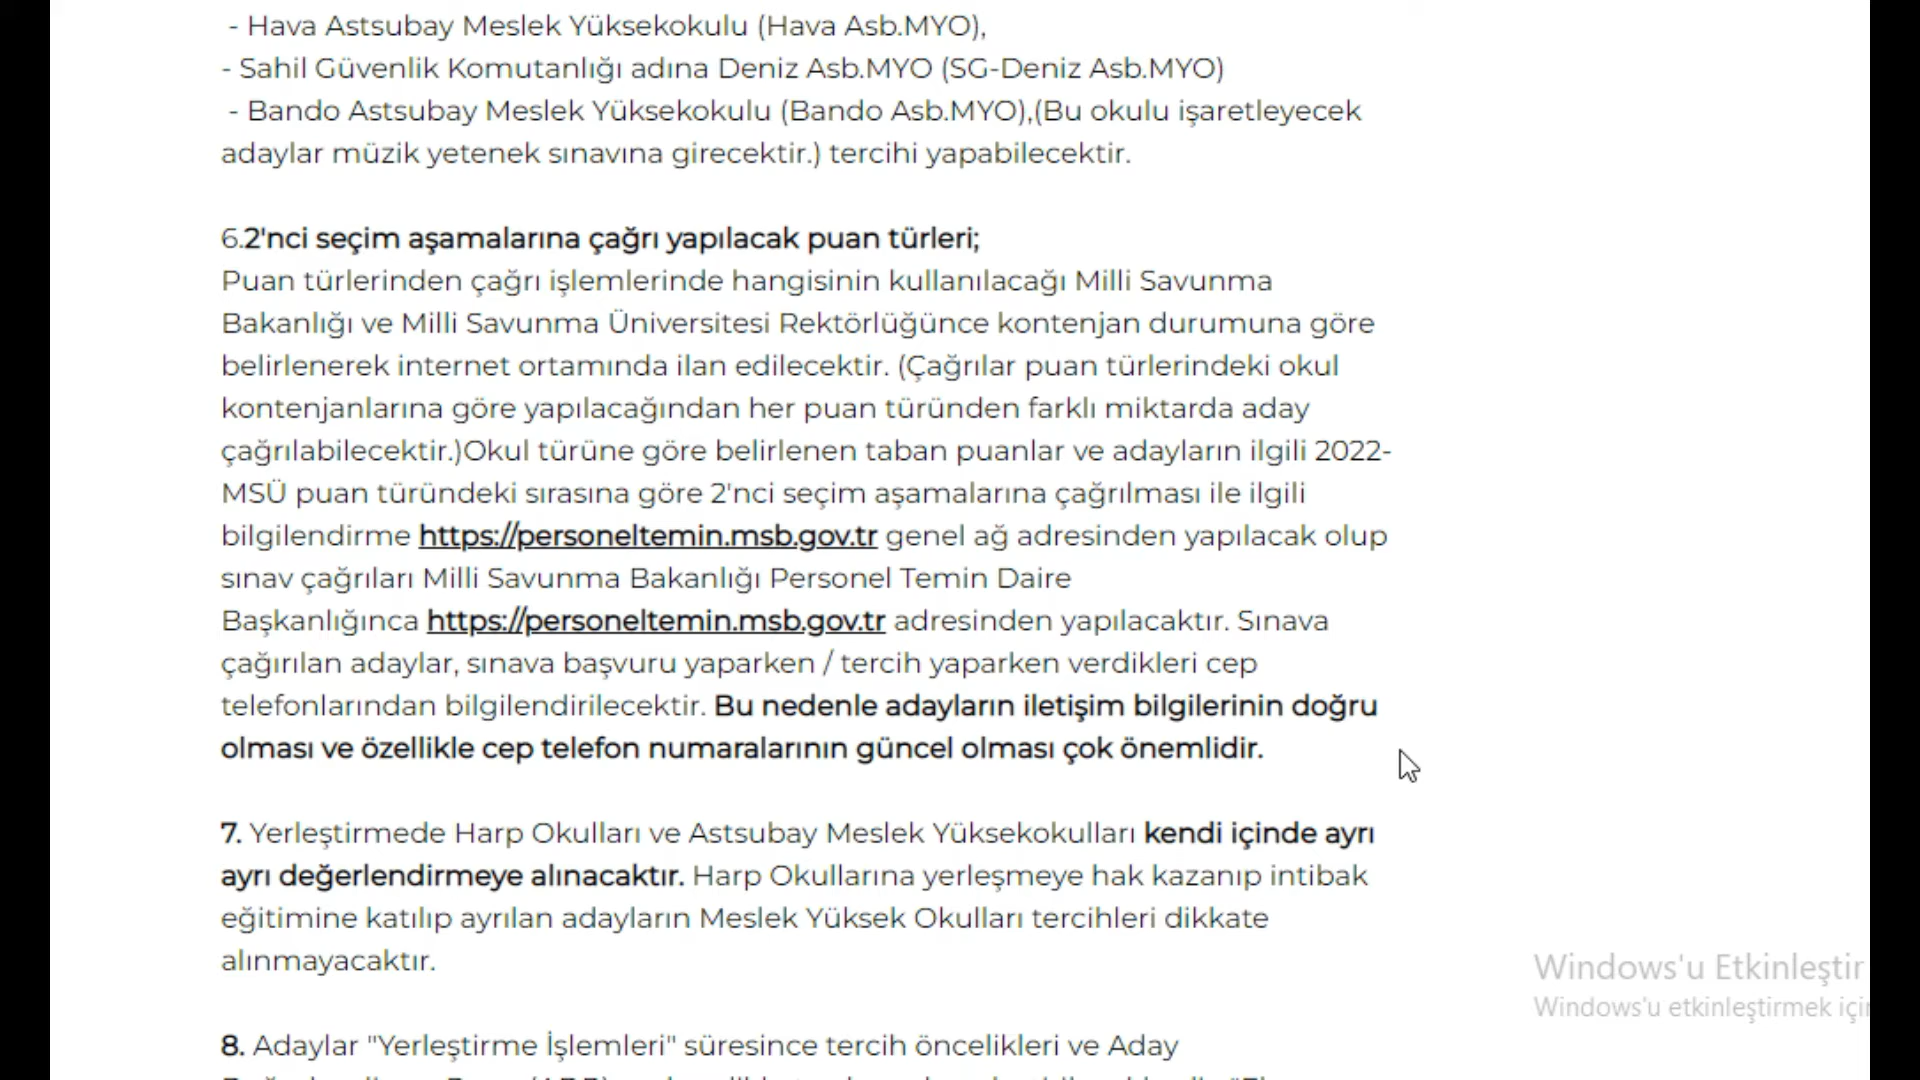 - Hava Astsubay Meslek Yüksekokulu (Hava Asb.MYO),
- Sahil Güvenlik Komutanlığı adına Deniz Asb.MYO (SG-Deniz Asb.MYO)
- Bando Astsubay Meslek Yüksekokulu (Bando Asb.MYO),(Bu okulu işaretleyecek
adaylar müzik yetenek sınavına girecektir.) tercihi yapabilecektir.
6.2'nci seçim aşamalarına çağrı yapılacak puan türleri;
Puan türlerinden çağrı işlemlerinde hangisinin kullanılacağı Milli Savunma
Bakanlığı ve Milli Savunma Üniversitesi Rektörlüğünce kontenjan durumuna göre
belirlenerek internet ortamında ilan edilecektir. (Çağrılar puan türlerindeki okul
kontenjanlarına göre yapılacağından her puan türünden farklı miktarda aday
çağrılabilecektir.)Okul türüne göre belirlenen taban puanlar ve adayların ilgili 2022-
MSÜ puan türündeki sırasına göre 2'nci seçim aşamalarına çağrılması ile ilgili
bilgilendirme https://personeltemin.msb.gov.tr genel ağ adresinden yapılacak olup
sınav çağrıları Milli Savunma Bakanlığı Personel Temin Daire
Başkanlığınca https://personeltemin.msb.gov.tr adresinden yapılacaktır. Sınava
çağırılan adaylar, sınava başvuru yaparken / tercih yaparken verdikleri cep
telefonlarından bilgilendirilecektir. Bu nedenle adayların iletişim bilgilerinin doğru
olması ve özellikle cep telefon numaralarının güncel olması çok önemlidir.
7. Yerleştirmede Harp Okulları ve Astsubay Meslek Yüksekokulları kendi içinde ayrı
ayrı değerlendirmeye alınacaktır. Harp Okullarına yerleşmeye hak kazanıp intibak
eğitimine katılıp ayrılan adayların Meslek Yüksek Okulları tercihleri dikkate
alınmayacaktır.
Windows'u Etkinleştir
Windows'u etkinleştirmek için
8. Adaylar "Yerleştirme İşlemleri" süresince tercih öncelikleri ve Aday